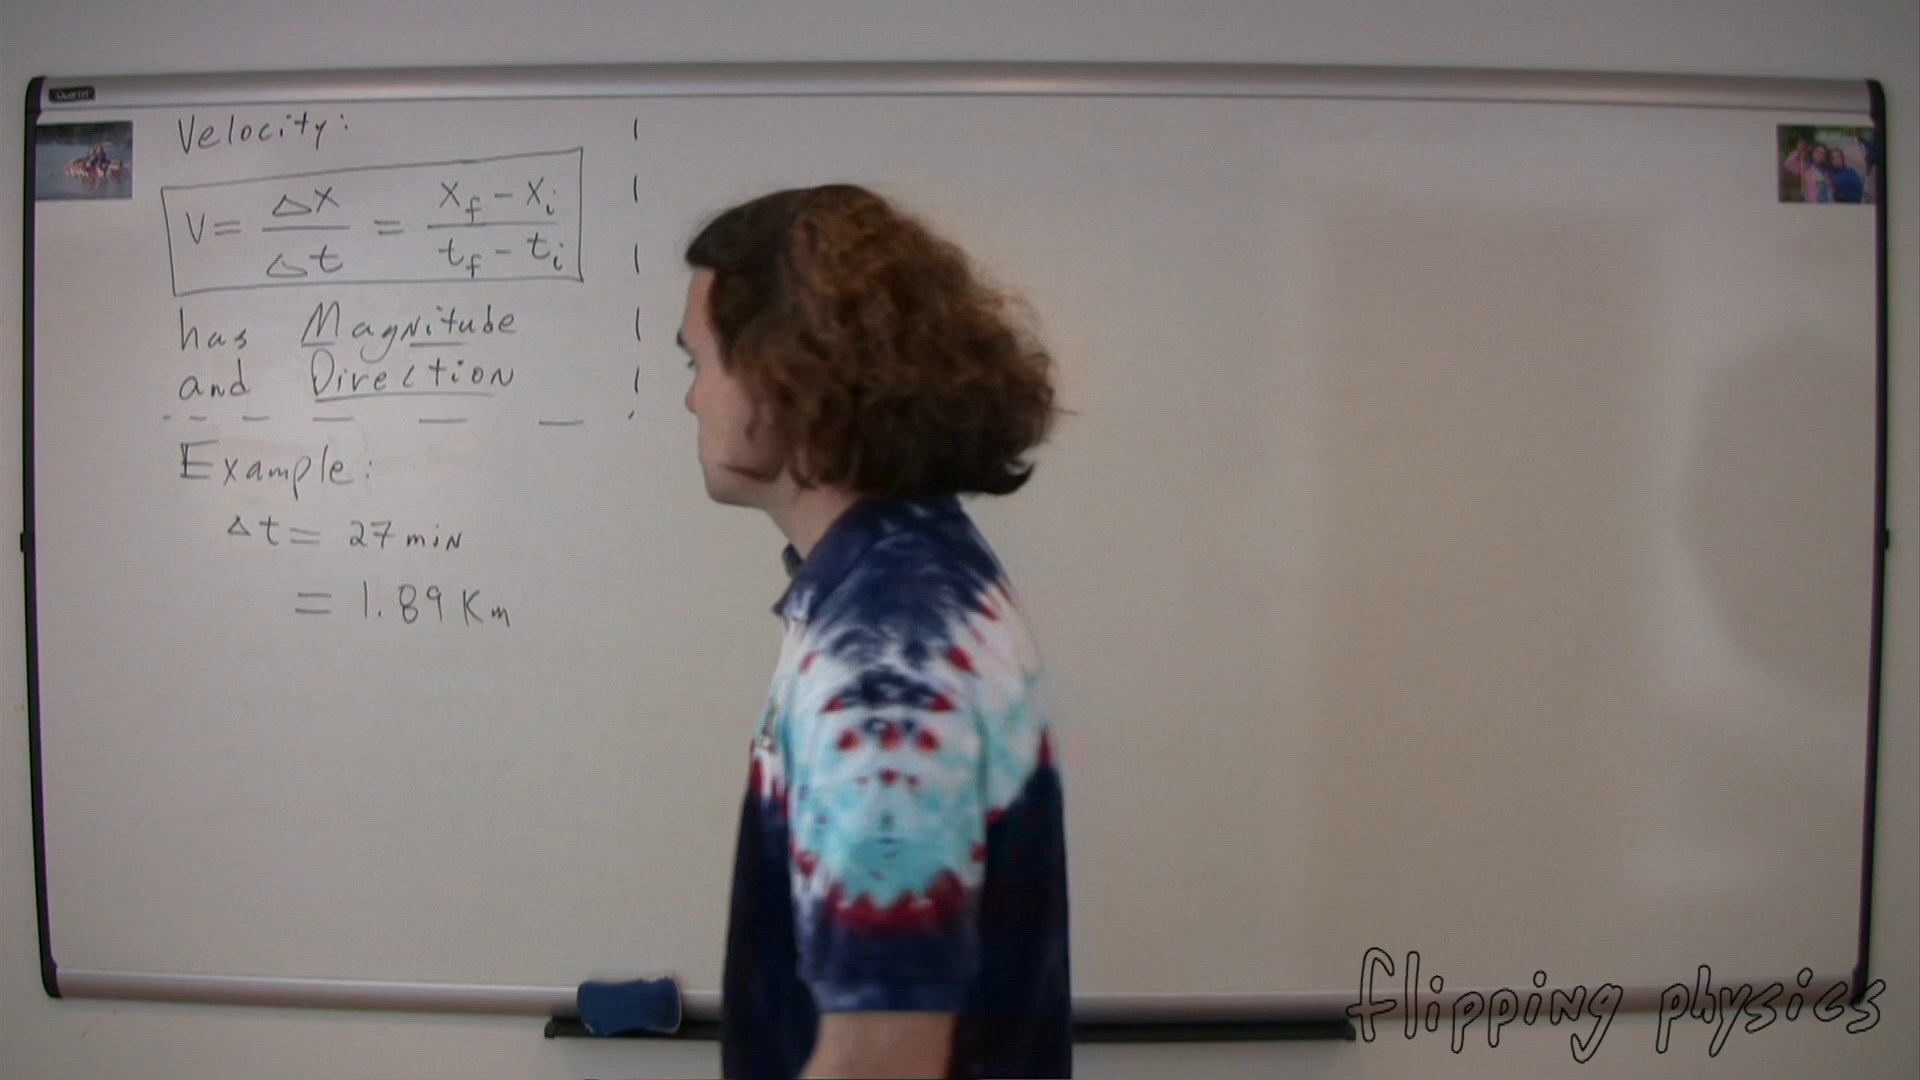 Velocity:
V = Δx / Δt = (x_f - x_i) / (t_f - t_i)
has Magnitude
and Direction
Example:
Δt = 27 min
= 1.89 Km
flipping physics